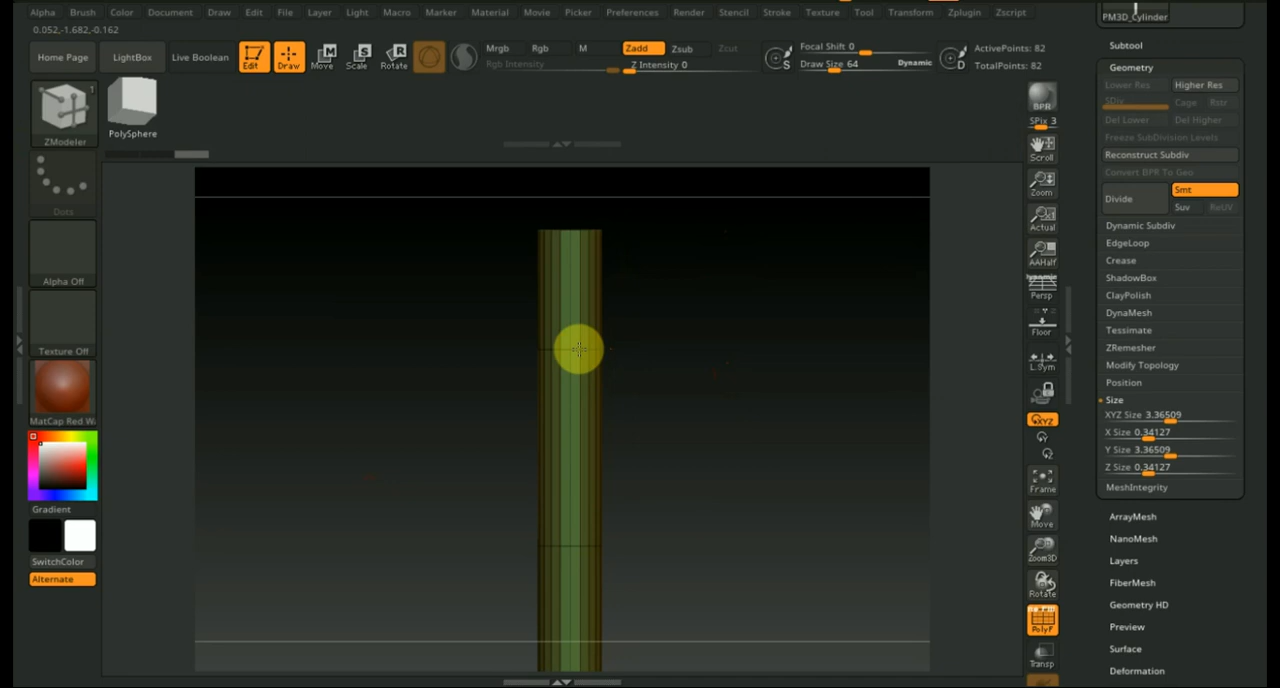 Alpha Brush Color Document Draw Edit File Layer Light Macro Marker Material Movie Picker Preferences Render Stencil Stroke Texture Tool Transform Zplugin Zscript
0.052,-1.682,-0.162
Home Page
LightBox
Live Boolean
Edit
Draw
Move
Scale
Rotate
Mrgb Rgb M Zadd Zsub Zcut
Rgb Intensity
Z Intensity 0
Focal Shift 0
Draw Size 64 Dynamic
ActivePoints: 82
TotalPoints: 82
1
ZModeler
PolySphere
Dots
Alpha Off
Texture Off
MatCap Red W
Gradient
SwitchColor
Alternate
BPR
SPix 3
Scroll
Zoom
Actual
AAHalf
Dynamic
Persp
Floor
L.Sym
XYZ
Frame
Move
Zoom3D
Rotate
PolyF
Transp
PM3D_Cylinder
Subtool
Geometry
Lower Res Higher Res
SDiv Cage Rstr
Del Lower Del Higher
Freeze SubDivision Levels
Reconstruct Subdiv
Convert BPR To Geo
Divide Smt
Suv ReUV
Dynamic Subdiv
EdgeLoop
Crease
ShadowBox
ClayPolish
DynaMesh
Tessimate
ZRemesher
Modify Topology
Position
Size
XYZ Size 3.36509
X Size 0.34127
Y Size 3.36509
Z Size 0.34127
MeshIntegrity
ArrayMesh
NanoMesh
Layers
FiberMesh
Geometry HD
Preview
Surface
Deformation